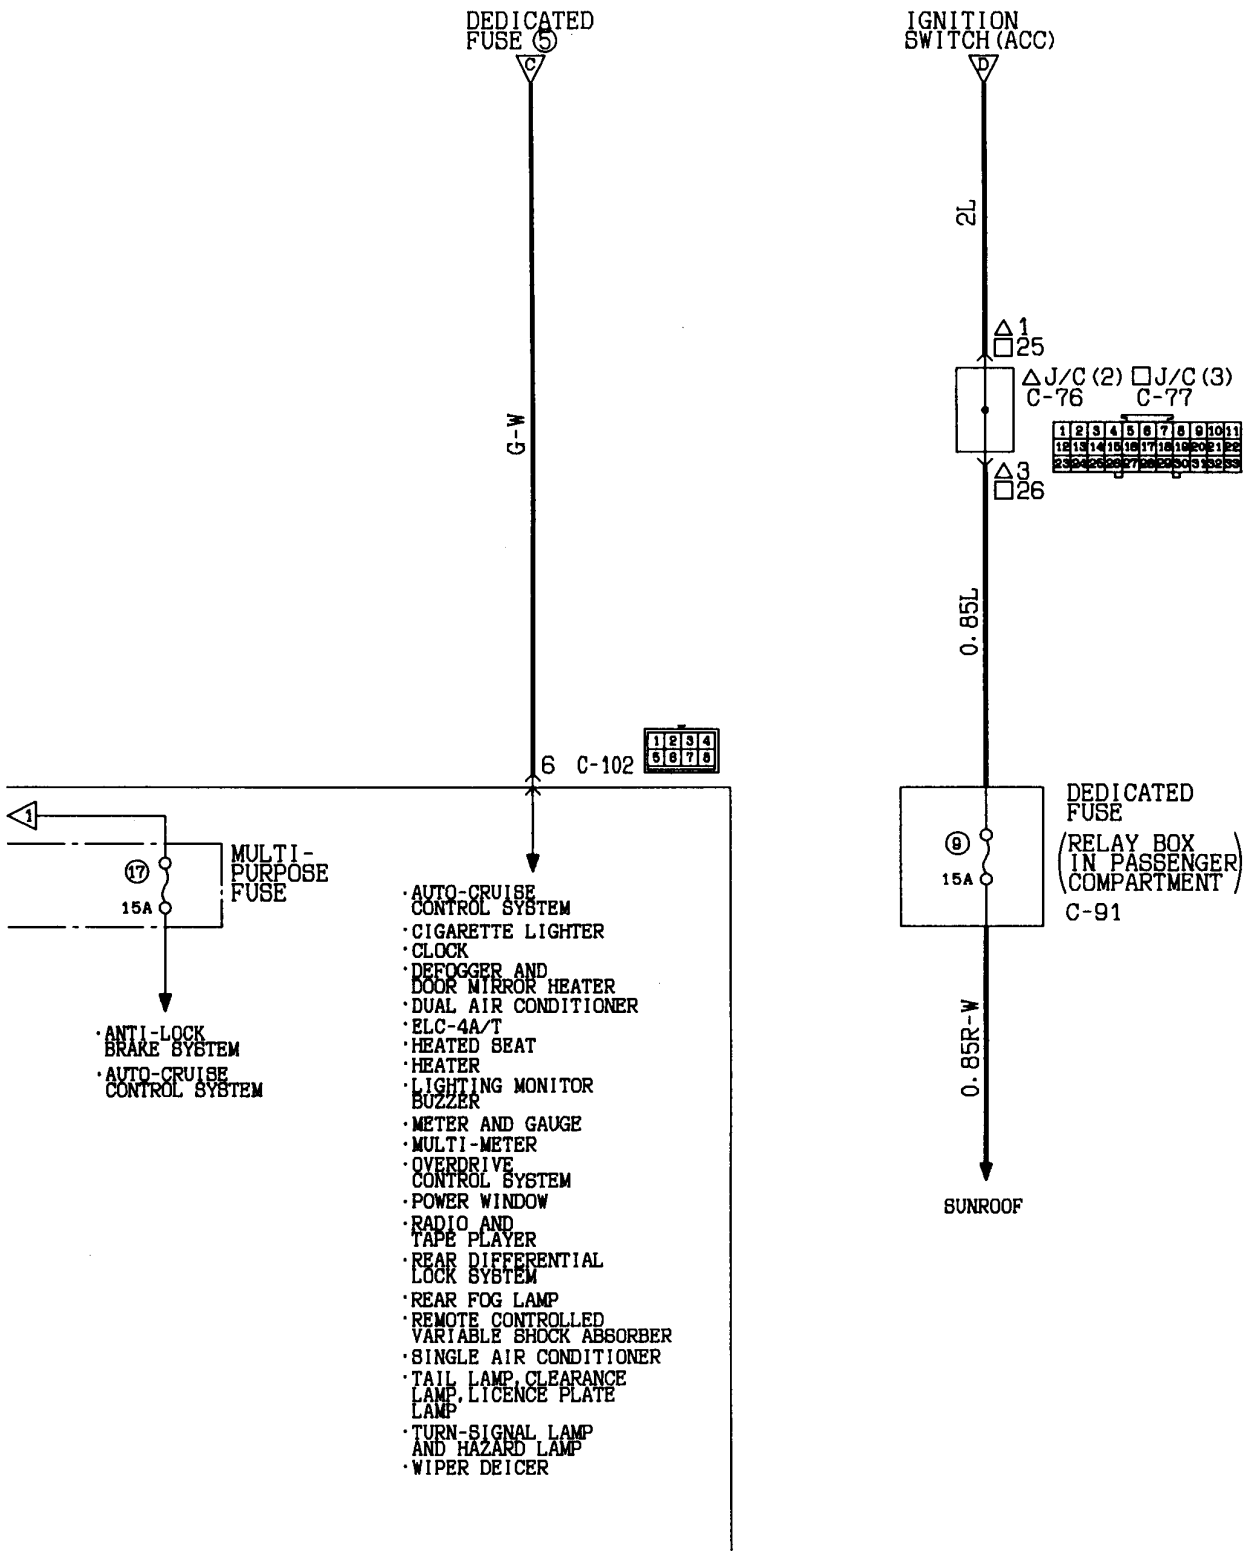 DEDICATED
FUSE ⑤
C
IGNITION
SWITCH(ACC)
D
2L
△1
□25
△J/C(2) □J/C(3)
C-76 C-77
1 2 3 4 5 6 7 8 9 10 11
12 13 14 15 16 17 18 19 20 21 22
23 24 25 26 27 28 29 30 31 32 33
△3
□26
G-W
0.85L
6 C-102
1 2 3 4
5 6 7 8
1
⑰
15A
MULTI-
PURPOSE
FUSE
·ANTI-LOCK
BRAKE SYSTEM
·AUTO-CRUISE
CONTROL SYSTEM
·AUTO-CRUISE
CONTROL SYSTEM
·CIGARETTE LIGHTER
·CLOCK
·DEFOGGER AND
DOOR MIRROR HEATER
·DUAL AIR CONDITIONER
·ELC-4A/T
·HEATED SEAT
·HEATER
·LIGHTING MONITOR
BUZZER
·METER AND GAUGE
·MULTI-METER
·OVERDRIVE
CONTROL SYSTEM
·POWER WINDOW
·RADIO AND
TAPE PLAYER
·REAR DIFFERENTIAL
LOCK SYSTEM
·REAR FOG LAMP
·REMOTE CONTROLLED
VARIABLE SHOCK ABSORBER
·SINGLE AIR CONDITIONER
·TAIL LAMP,CLEARANCE
LAMP,LICENCE PLATE
LAMP
·TURN-SIGNAL LAMP
AND HAZARD LAMP
·WIPER DEICER
⑨
15A
DEDICATED
FUSE
(RELAY BOX
IN PASSENGER
COMPARTMENT)
C-91
0.85R-W
SUNROOF